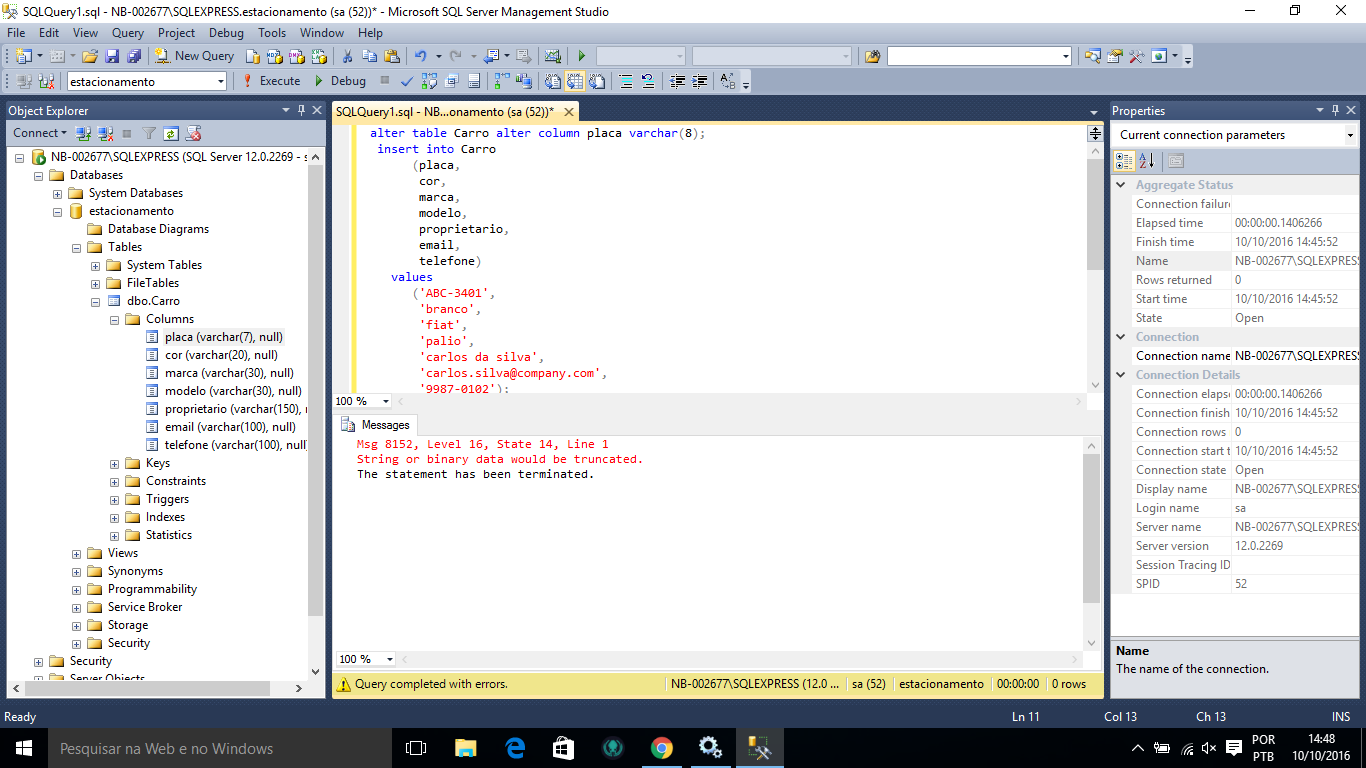 SQLQuery1.sql - NB-002677\SQLEXPRESS.estacionamento (sa (52))* - Microsoft SQL Server Management Studio
File Edit View Query Project Debug Tools Window Help
New Query
estacionamento Execute Debug
Object Explorer
Connect
NB-002677\SQLEXPRESS (SQL Server 12.0.2269 - s
Databases
System Databases
estacionamento
Database Diagrams
Tables
System Tables
FileTables
dbo.Carro
Columns
placa (varchar(7), null)
cor (varchar(20), null)
marca (varchar(30), null)
modelo (varchar(30), null)
proprietario (varchar(150),
email (varchar(100), null)
telefone (varchar(100), null
Keys
Constraints
Triggers
Indexes
Statistics
Views
Synonyms
Programmability
Service Broker
Storage
Security
Security
Server Objects
SQLQuery1.sql - NB...onamento (sa (52))*
alter table Carro alter column placa varchar(8);
insert into Carro
(placa,
cor,
marca,
modelo,
proprietario,
email,
telefone)
values
('ABC-3401',
'branco',
'fiat',
'palio',
'carlos da silva',
'carlos.silva@company.com',
'9987-0102');
100 %
Messages
Msg 8152, Level 16, State 14, Line 1
String or binary data would be truncated.
The statement has been terminated.
100 %
Query completed with errors. NB-002677\SQLEXPRESS (12.0 ... sa (52) estacionamento 00:00:00 0 rows
Properties
Current connection parameters
Aggregate Status
Connection failure
Elapsed time 00:00:00.1406266
Finish time 10/10/2016 14:45:52
Name NB-002677\SQLEXPRESS
Rows returned 0
Start time 10/10/2016 14:45:52
State Open
Connection
Connection name NB-002677\SQLEXPRESS
Connection Details
Connection elaps 00:00:00.1406266
Connection finish 10/10/2016 14:45:52
Connection rows 0
Connection start t 10/10/2016 14:45:52
Connection state Open
Display name NB-002677\SQLEXPRESS
Login name sa
Server name NB-002677\SQLEXPRESS
Server version 12.0.2269
Session Tracing ID
SPID 52
Name
The name of the connection.
Ready Ln 11 Col 13 Ch 13 INS
Pesquisar na Web e no Windows
POR
PTB
14:48
10/10/2016